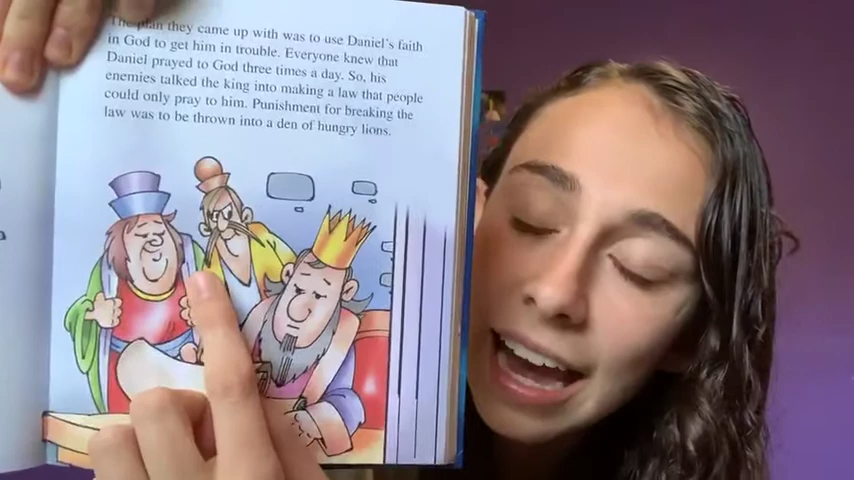 The plan they came up with was to use Daniel's faith
in God to get him in trouble. Everyone knew that
Daniel prayed to God three times a day. So, his
enemies talked the king into making a law that people
could only pray to him. Punishment for breaking the
law was to be thrown into a den of hungry lions.